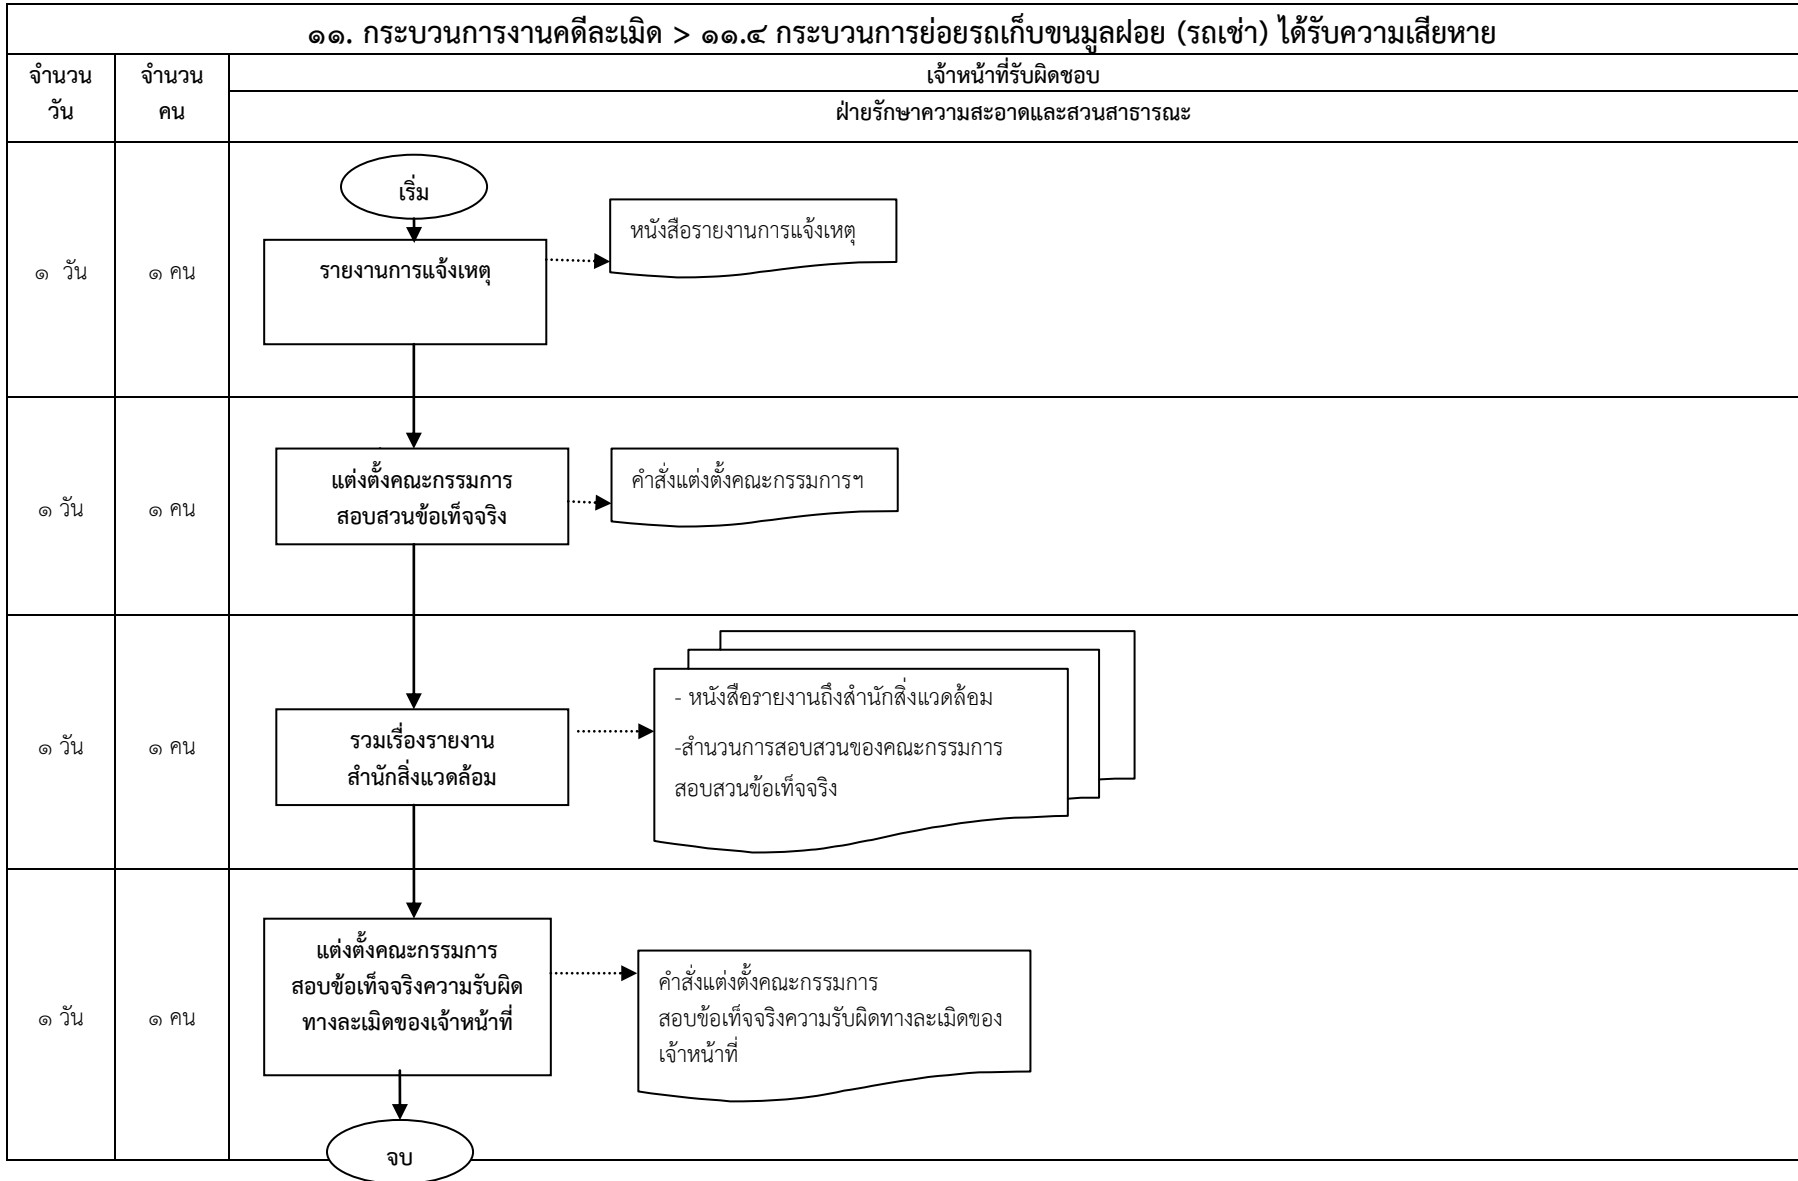 ๑๑. กระบวนการงานคดีละเมิด > ๑๑.๔ กระบวนการย่อยรถเก็บขนมูลฝอย (รถเช่า) ได้รับความเสียหาย
จำนวน
วัน
จำนวน
คน
เจ้าหน้าที่รับผิดชอบ
ฝ่ายรักษาความสะอาดและสวนสาธารณะ
๑ วัน
๑ คน
เริ่ม
รายงานการแจ้งเหตุ
หนังสือรายงานการแจ้งเหตุ
๑ วัน
๑ คน
แต่งตั้งคณะกรรมการ
สอบสวนข้อเท็จจริง
คำสั่งแต่งตั้งคณะกรรมการฯ
๑ วัน
๑ คน
รวมเรื่องรายงาน
สำนักสิ่งแวดล้อม
- หนังสือรายงานถึงสำนักสิ่งแวดล้อม
-สำนวนการสอบสวนของคณะกรรมการ
สอบสวนข้อเท็จจริง
๑ วัน
๑ คน
แต่งตั้งคณะกรรมการ
สอบข้อเท็จจริงความรับผิด
ทางละเมิดของเจ้าหน้าที่
คำสั่งแต่งตั้งคณะกรรมการ
สอบข้อเท็จจริงความรับผิดทางละเมิดของ
เจ้าหน้าที่
จบ